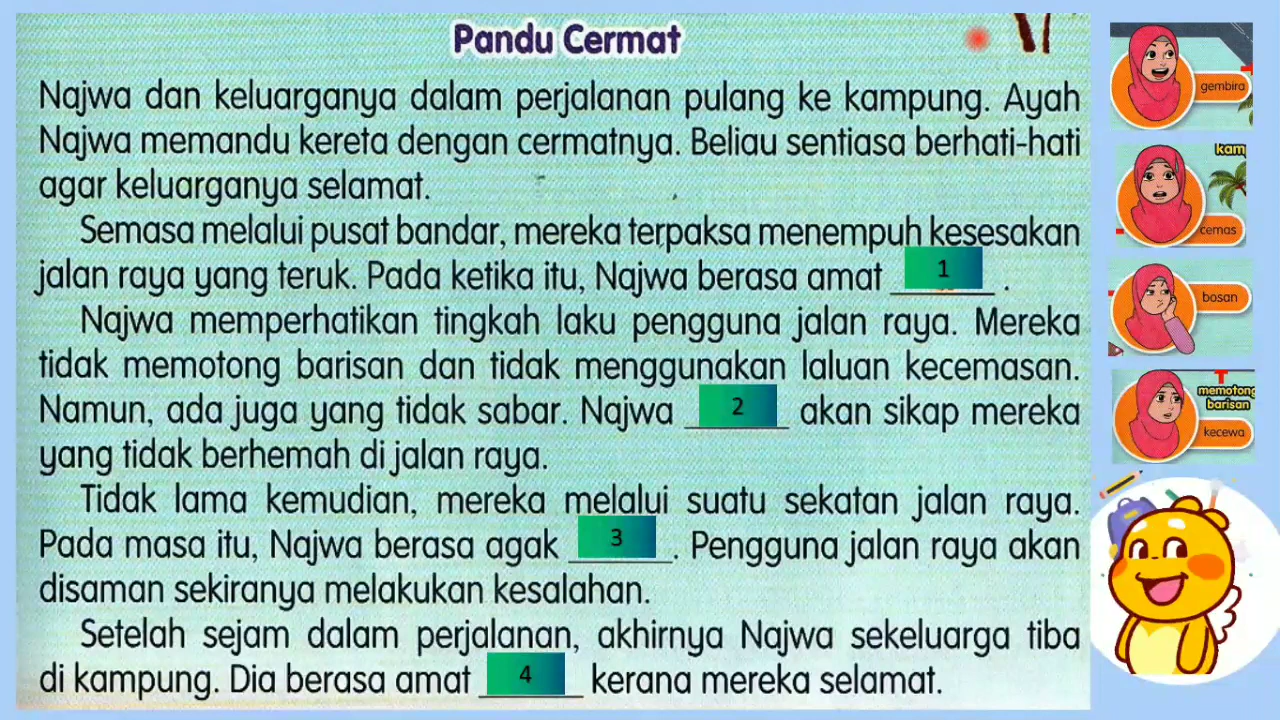 Pandu Cermat
Najwa dan keluarganya dalam perjalanan pulang ke kampung. Ayah
Najwa memandu kereta dengan cermatnya. Beliau sentiasa berhati-hati
agar keluarganya selamat.
Semasa melalui pusat bandar, mereka terpaksa menempuh kesesakan
jalan raya yang teruk. Pada ketika itu, Najwa berasa amat 1 .
Najwa memperhatikan tingkah laku pengguna jalan raya. Mereka
tidak memotong barisan dan tidak menggunakan laluan kecemasan.
Namun, ada juga yang tidak sabar. Najwa 2 akan sikap mereka
yang tidak berhemah di jalan raya.
Tidak lama kemudian, mereka melalui suatu sekatan jalan raya.
Pada masa itu, Najwa berasa agak 3 . Pengguna jalan raya akan
disaman sekiranya melakukan kesalahan.
Setelah sejam dalam perjalanan, akhirnya Najwa sekeluarga tiba
di kampung. Dia berasa amat 4 kerana mereka selamat.
gembira
kam
cemas
bosan
memotong
barisan
kecewa